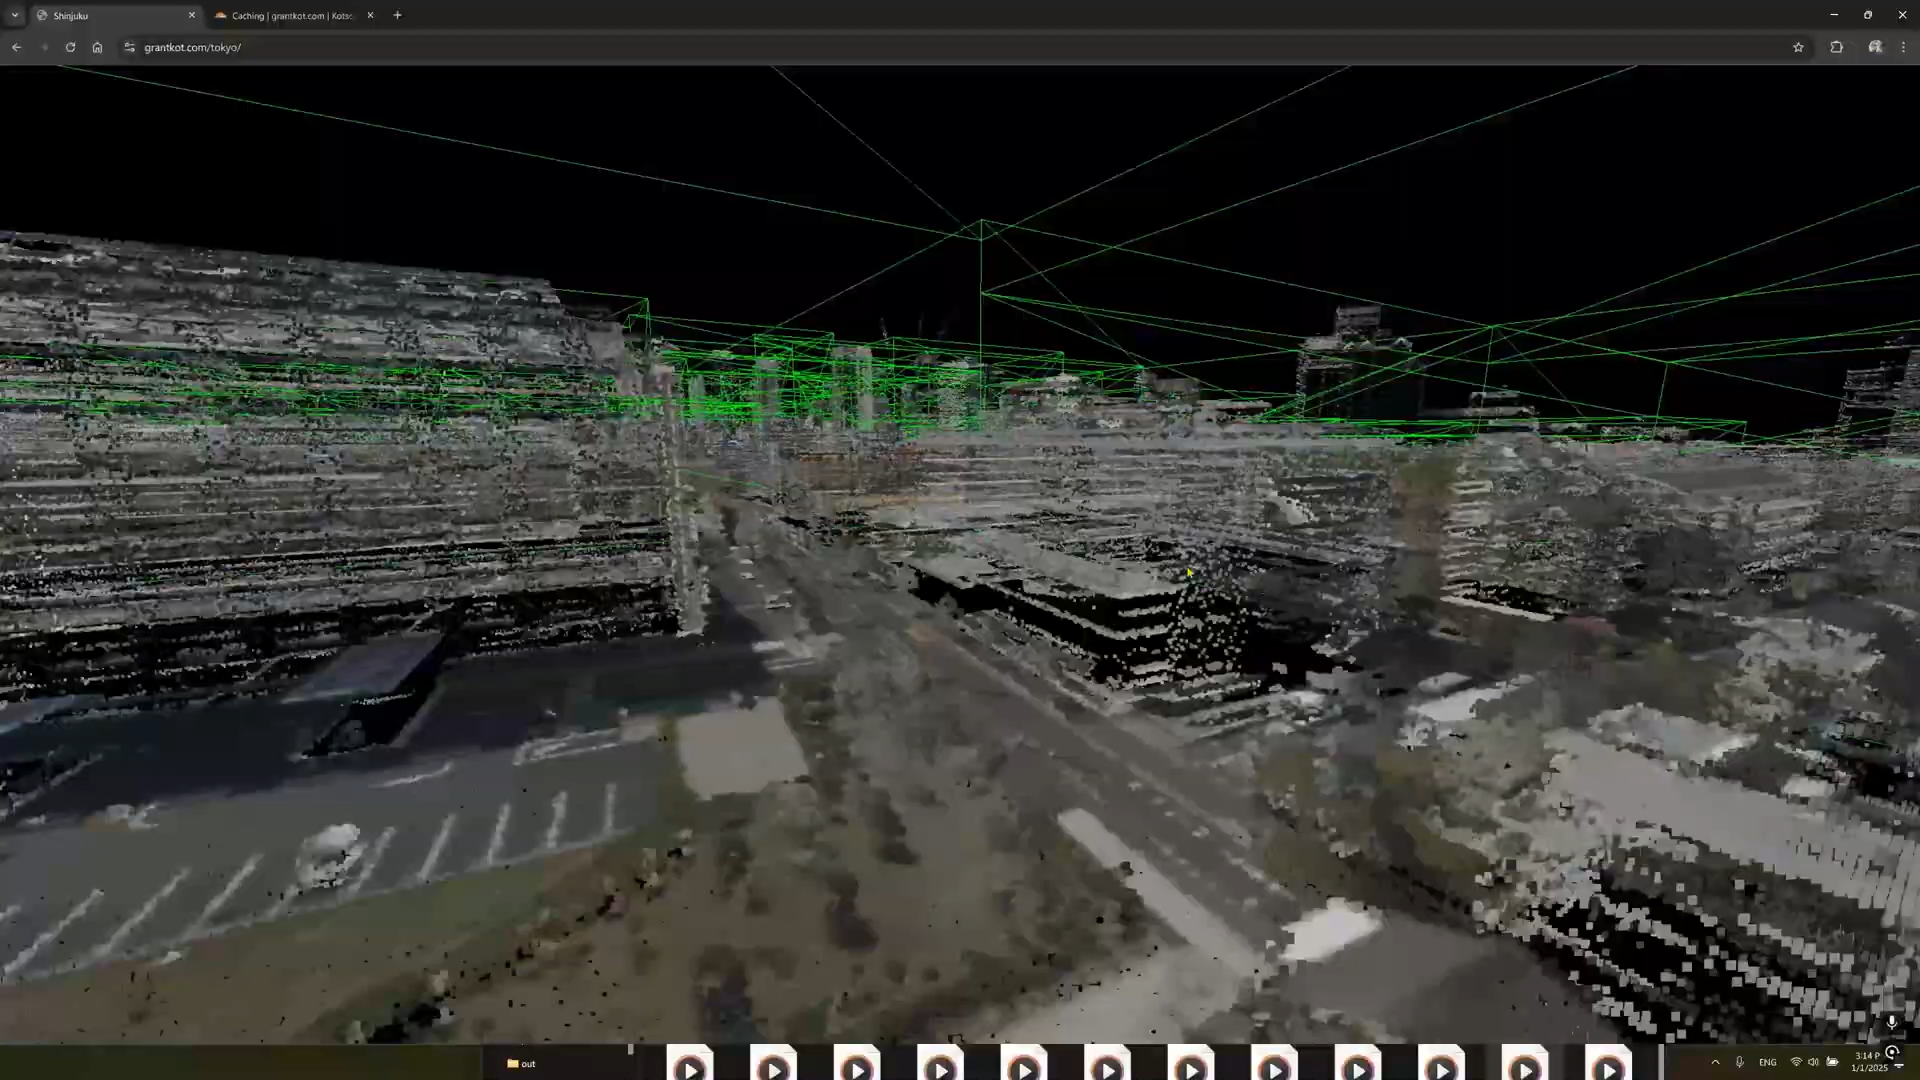 Shinjuku
Caching | grantkot.com | Kots
grantkot.com/tokyo/
out
ENG
3:14 P
1/1/2025